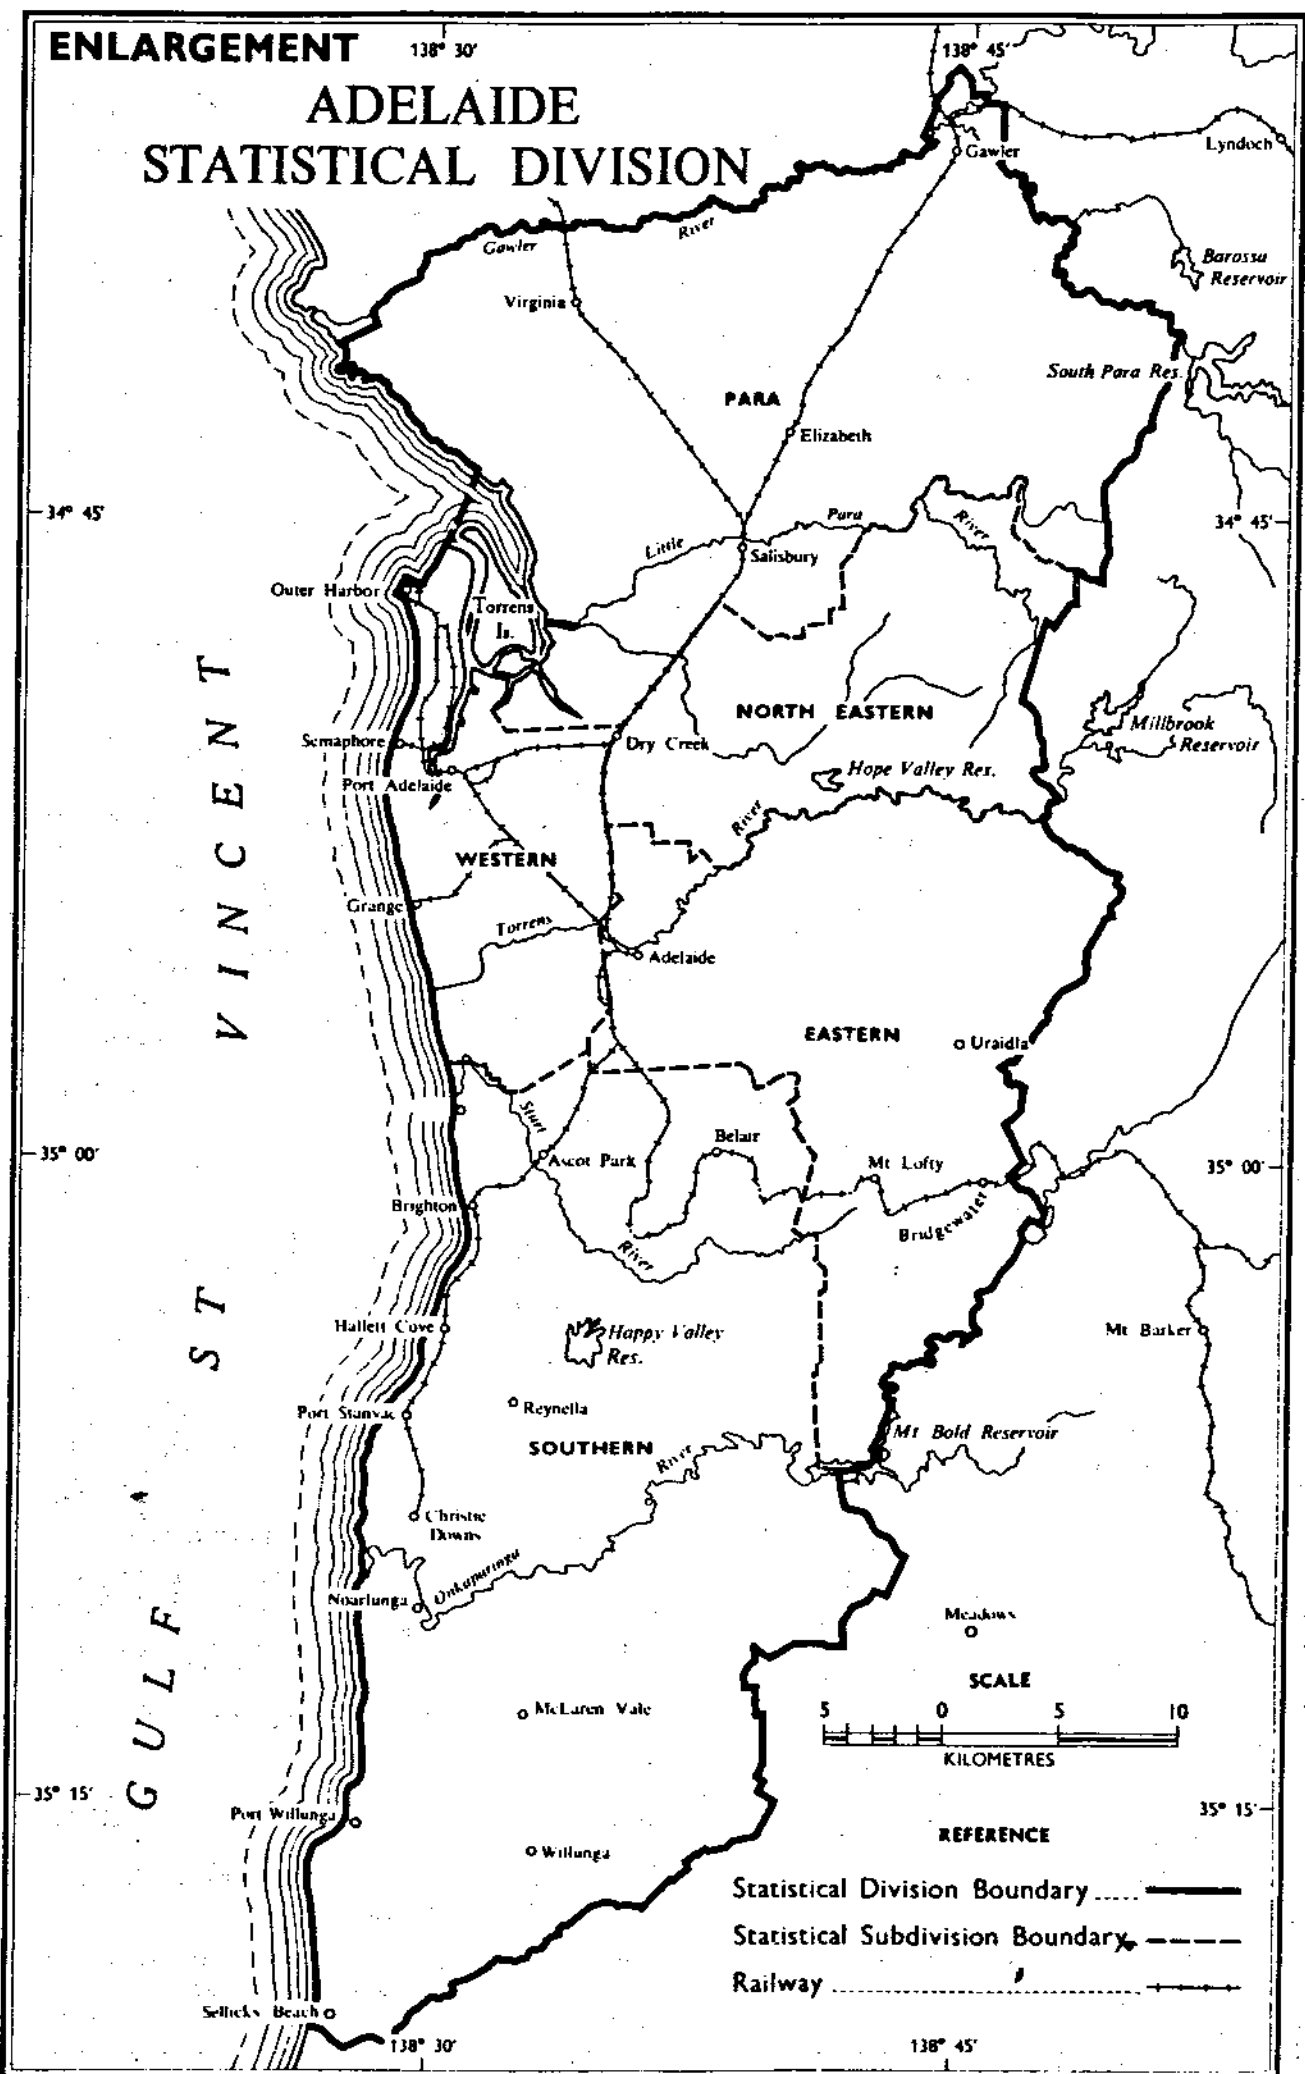 ENLARGEMENT
138° 30′
138° 45′
ADELAIDE
STATISTICAL DIVISION
Gawler
Lyndoch
Gawler
River
Barossa
Reservoir
Virginia
South Para Res.
PARA
Elizabeth
34° 45′
34° 45′
Para
River
Little
Salisbury
Outer Harbor
Torrens
Is.
NORTH EASTERN
Millbrook
Reservoir
Semaphore
Dry Creek
Hope Valley Res.
Port Adelaide
River
WESTERN
Grange
Torrens
Adelaide
EASTERN
Uraidla
Sturt
Belair
35° 00′
Ascot Park
Mt Lofty
35° 00′
Brighton
Bridgewater
River
Hallett Cove
Happy Valley
Res.
Mt Barker
Reynella
Port Stanvac
Mt Bold Reservoir
SOUTHERN
River
Christie
Downs
Onkaparinga
Noarlunga
Meadows
SCALE
McLaren Vale
5 0 5 10
KILOMETRES
35° 15′
35° 15′
Port Willunga
REFERENCE
Willunga
Statistical Division Boundary
Statistical Subdivision Boundary
Railway
Sellicks Beach
138° 30′
138° 45′
GULF ST VINCENT